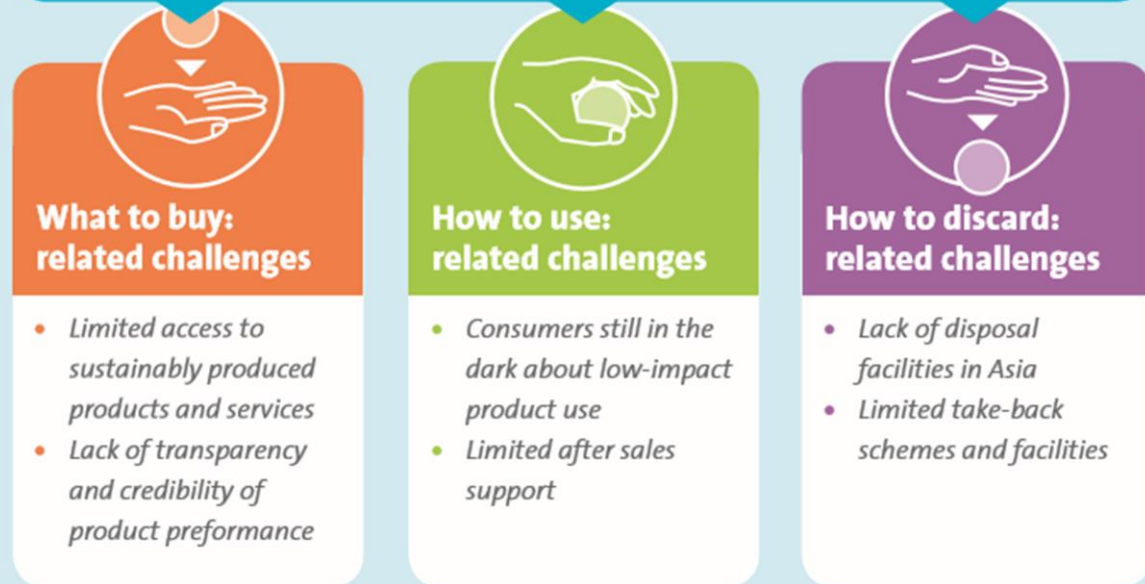 What to buy:
related challenges
• Limited access to
sustainably produced
products and services
• Lack of transparency
and credibility of
product preformance
How to use:
related challenges
• Consumers still in the
dark about low-impact
product use
• Limited after sales
support
How to discard:
related challenges
• Lack of disposal
facilities in Asia
• Limited take-back
schemes and facilities